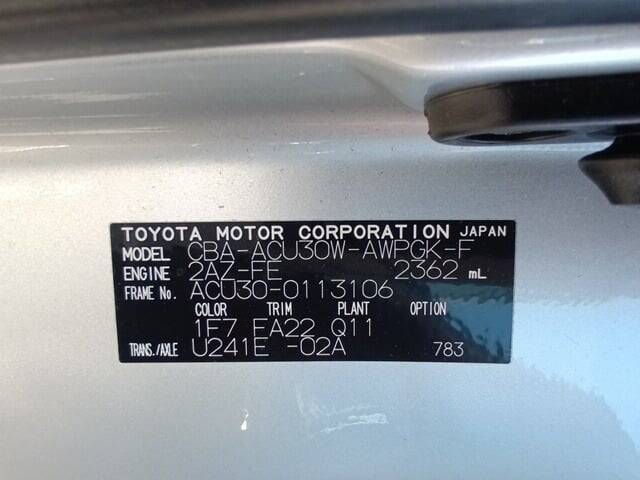 TOYOTA MOTOR CORPORATION JAPAN
MODEL CBA-ACU30W-AWPGK-F
ENGINE 2AZ-FE 2362 mL
FRAME No. ACU30-0113106
COLOR TRIM PLANT OPTION
1F7 FA22 Q11
TRANS./AXLE U241E -02A 783